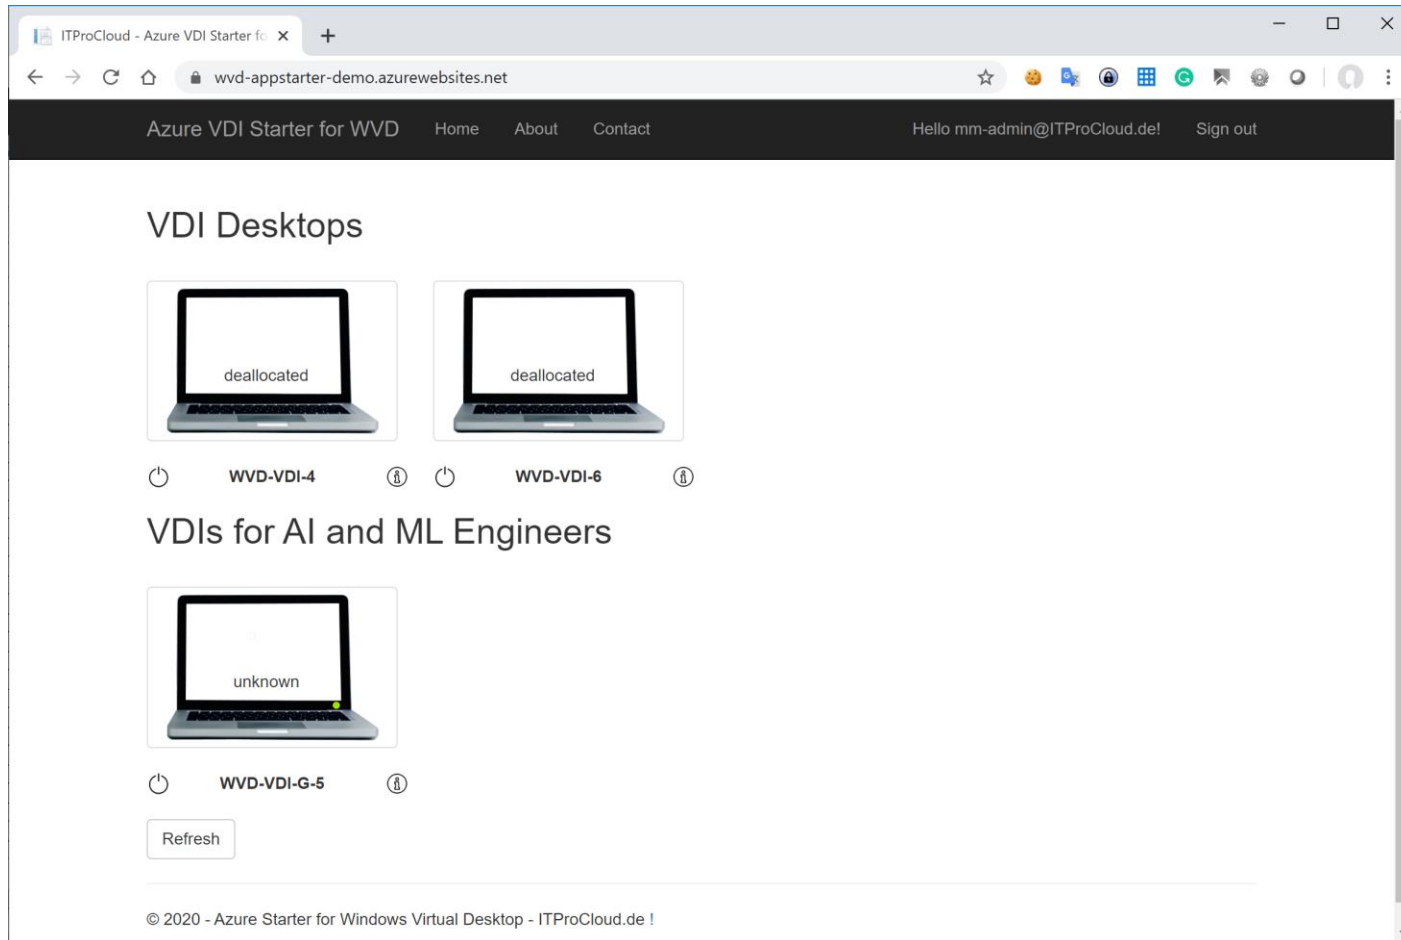 ITProCloud - Azure VDI Starter fo
wvd-appstarter-demo.azurewebsites.net
Azure VDI Starter for WVD Home About Contact Hello mm-admin@ITProCloud.de! Sign out
VDI Desktops
deallocated deallocated
WVD-VDI-4 WVD-VDI-6
VDIs for AI and ML Engineers
unknown
WVD-VDI-G-5
Refresh
© 2020 - Azure Starter for Windows Virtual Desktop - ITProCloud.de !